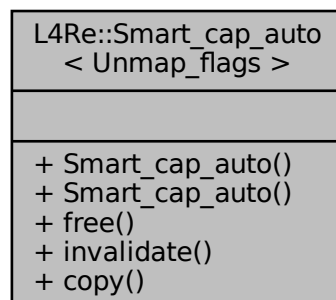 L4Re::Smart_cap_auto
< Unmap_flags >
+ Smart_cap_auto()
+ Smart_cap_auto()
+ free()
+ invalidate()
+ copy()